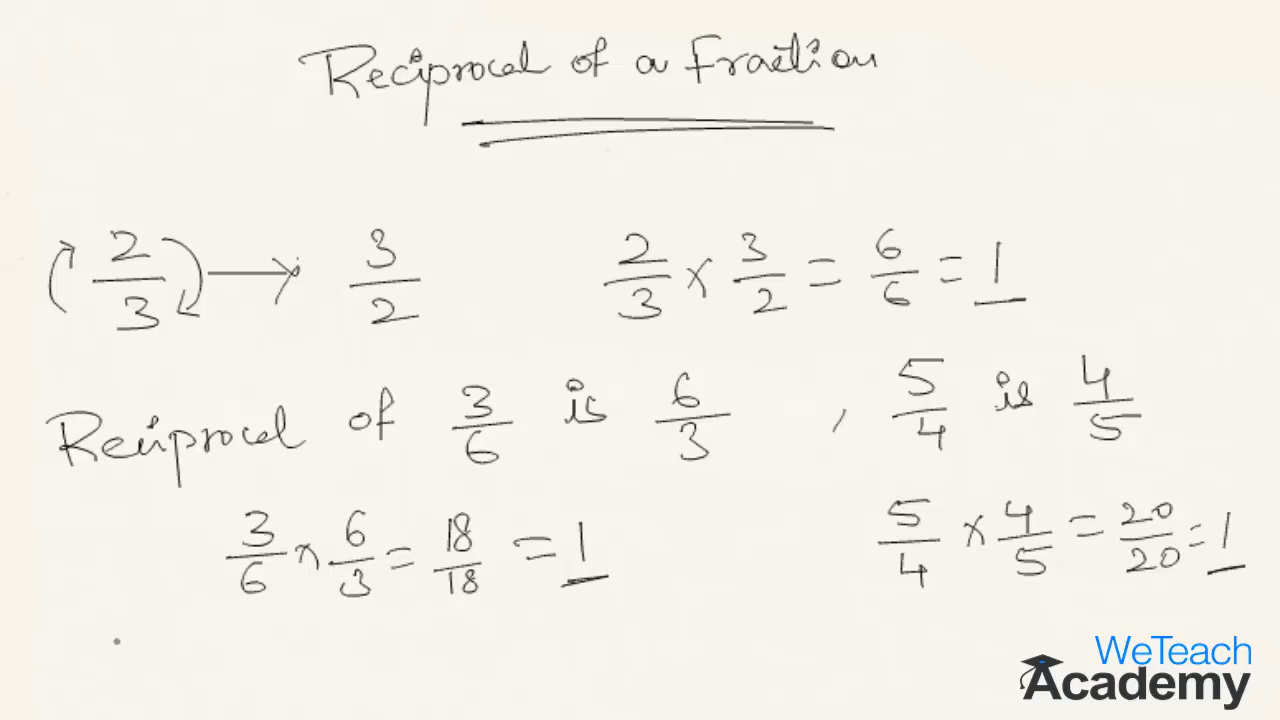 Reciprocal of a Fraction
2/3 → 3/2    2/3 × 3/2 = 6/6 = 1
Reciprocal of 3/6 is 6/3 , 5/4 is 4/5
3/6 × 6/3 = 18/18 = 1    5/4 × 4/5 = 20/20 = 1
WeTeach
Academy